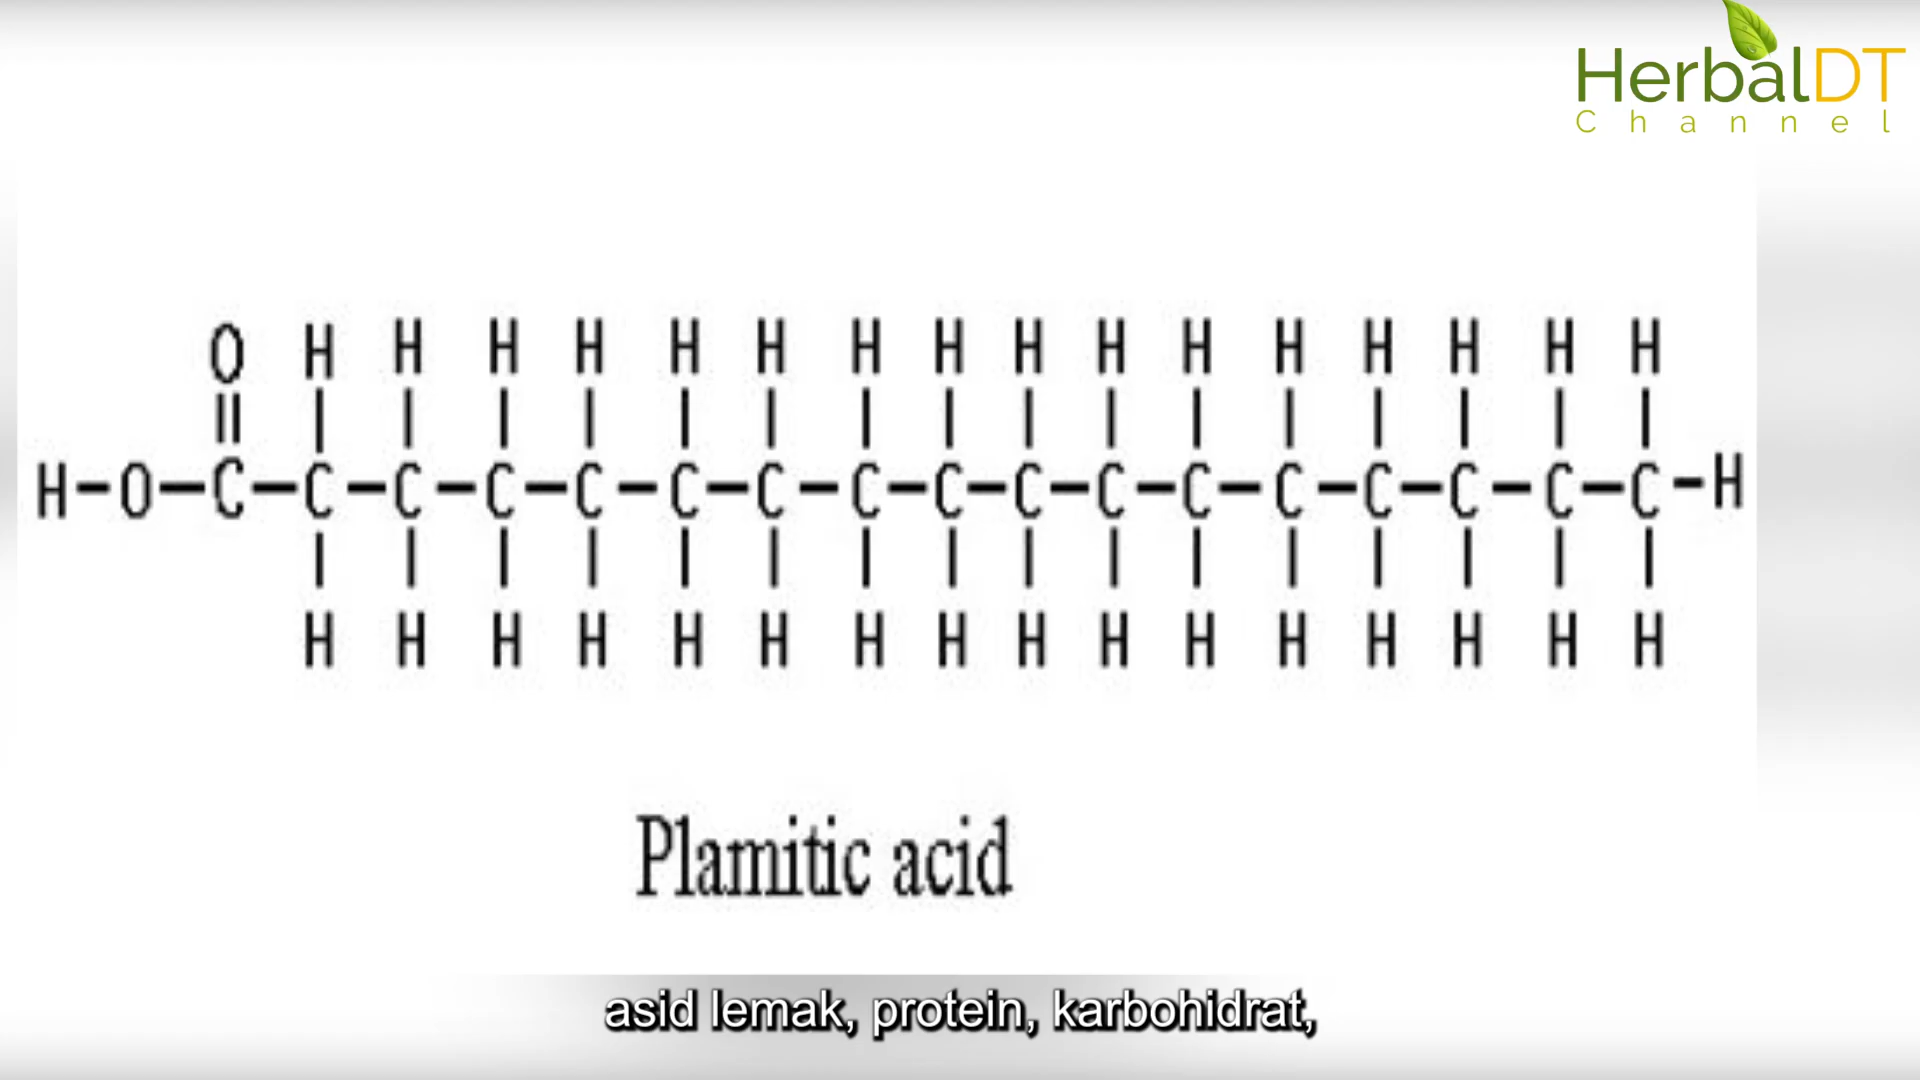 HerbalDT
Channel
O H H H H H H H H H H H H H H H
H-O-C-C-C-C-C-C-C-C-C-C-C-C-C-C-C-C-H
H H H H H H H H H H H H H H H
Plamitic acid
asid lemak, protein, karbohidrat,